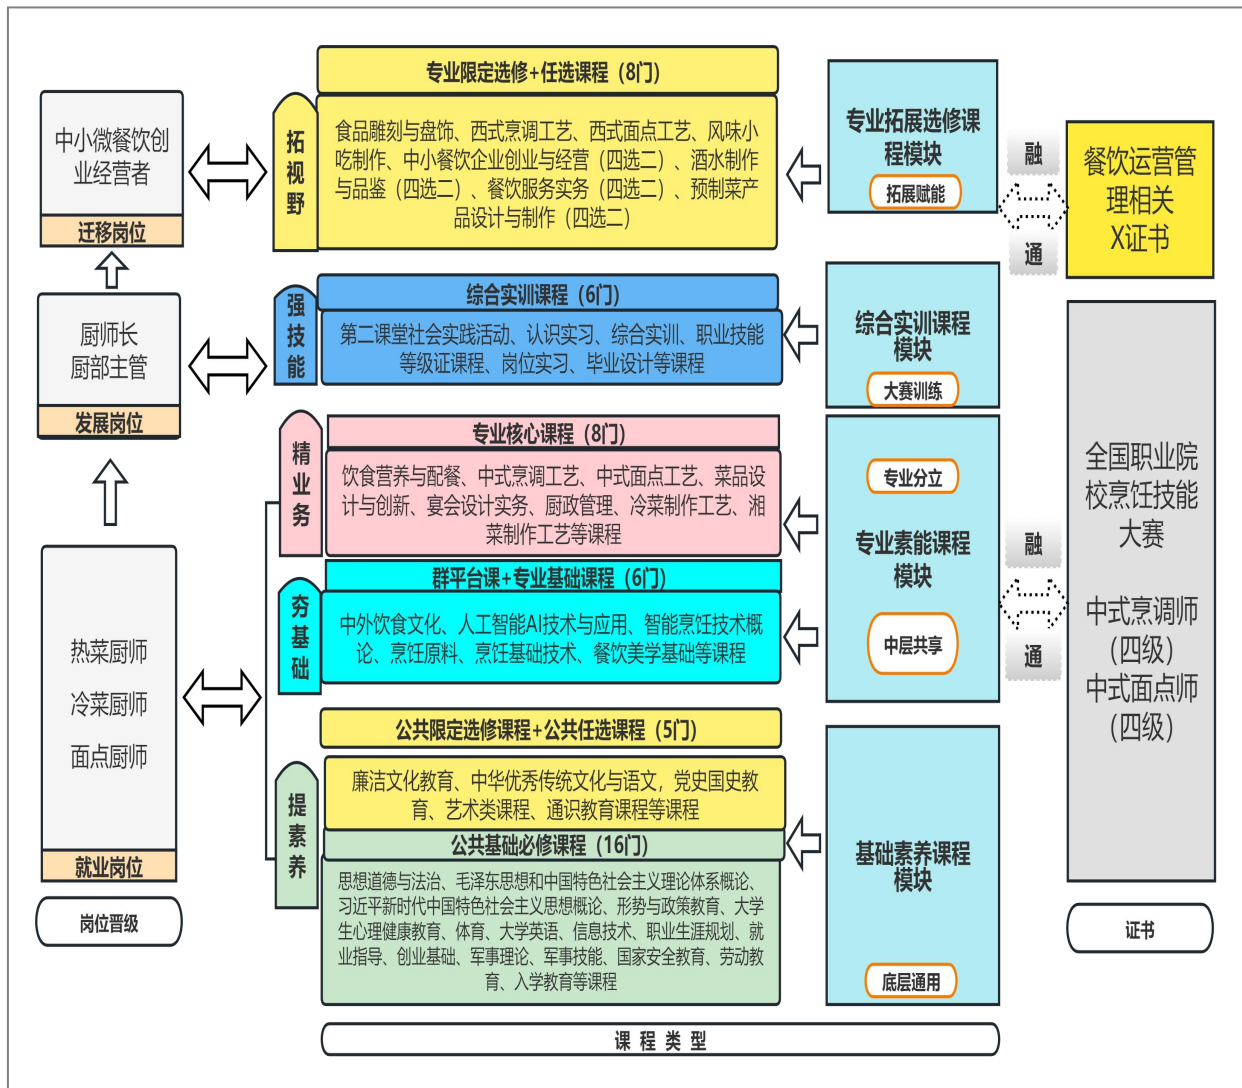 中小微餐饮创
业经营者
迁移岗位
厨师长
厨部主管
发展岗位
热菜厨师
冷菜厨师
面点厨师
就业岗位
岗位晋级
拓视野
专业限定选修+任选课程（8门）
食品雕刻与盘饰、西式烹调工艺、西式面点工艺、风味小
吃制作、中小餐饮企业创业与经营（四选二）、酒水制作
与品鉴（四选二）、餐饮服务实务（四选二）、预制菜产
品设计与制作（四选二）
强技能
综合实训课程（6门）
第二课堂社会实践活动、认识实习、综合实训、职业技能
等级证课程、岗位实习、毕业设计等课程
精业务
专业核心课程（8门）
饮食营养与配餐、中式烹调工艺、中式面点工艺、菜品设
计与创新、宴会设计实务、厨政管理、冷菜制作工艺、湘
菜制作工艺等课程
夯基础
群平台课+专业基础课程（6门）
中外饮食文化、人工智能AI技术与应用、智能烹饪技术概
论、烹饪原料、烹饪基础技术、餐饮美学基础等课程
提素养
公共限定选修课程+公共任选课程（5门）
廉洁文化教育、中华优秀传统文化与语文，党史国史教
育、艺术类课程、通识教育课程等课程
公共基础必修课程（16门）
思想道德与法治、毛泽东思想和中国特色社会主义理论体系概论、
习近平新时代中国特色社会主义思想概论、形势与政策教育、大学
生心理健康教育、体育、大学英语、信息技术、职业生涯规划、就
业指导、创业基础、军事理论、军事技能、国家安全教育、劳动教
育、入学教育等课程
专业拓展选修课
程模块
拓展赋能
综合实训课程
模块
大赛训练
专业分立
专业素能课程
模块
中层共享
基础素养课程
模块
底层通用
课 程 类 型
融
通
融
通
餐饮运营管
理相关
X证书
全国职业院
校烹饪技能
大赛
中式烹调师
（四级）
中式面点师
（四级）
证书